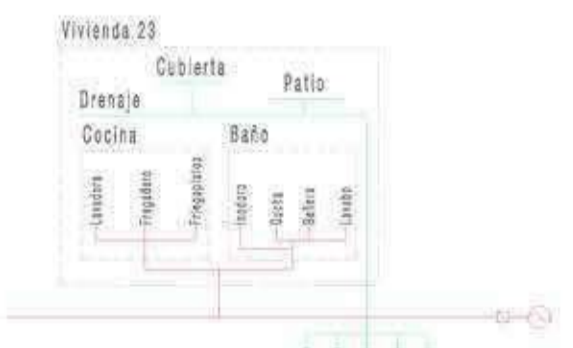 Vivienda 23
Cubierta
Patio
Drenaje
Cocina
Baño
Lavadora
Fregadero
Friegaplatos
Inodoro
Ducha
Bañera
Lavabo